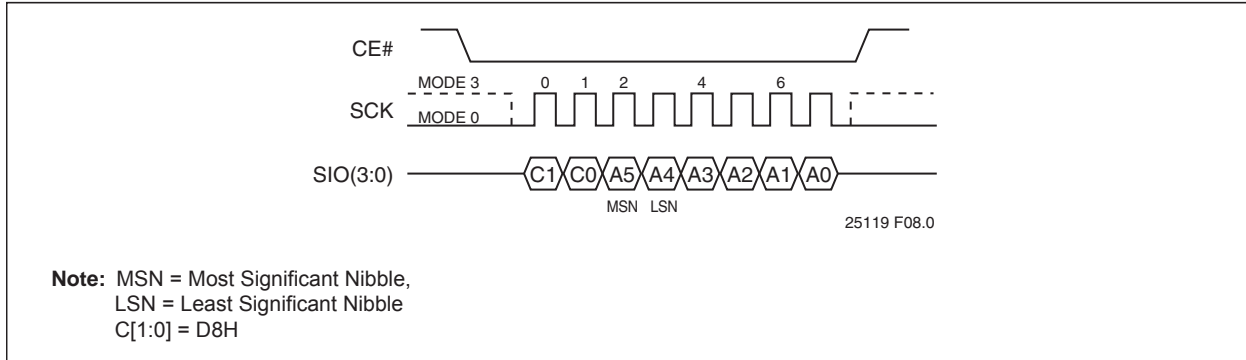 CE#
MODE 3 0 1 2 4 6
SCK
MODE 0
SIO(3:0) C1 C0 A5 A4 A3 A2 A1 A0
MSN LSN
25119 F08.0
Note: MSN = Most Significant Nibble,
LSN = Least Significant Nibble
C[1:0] = D8H